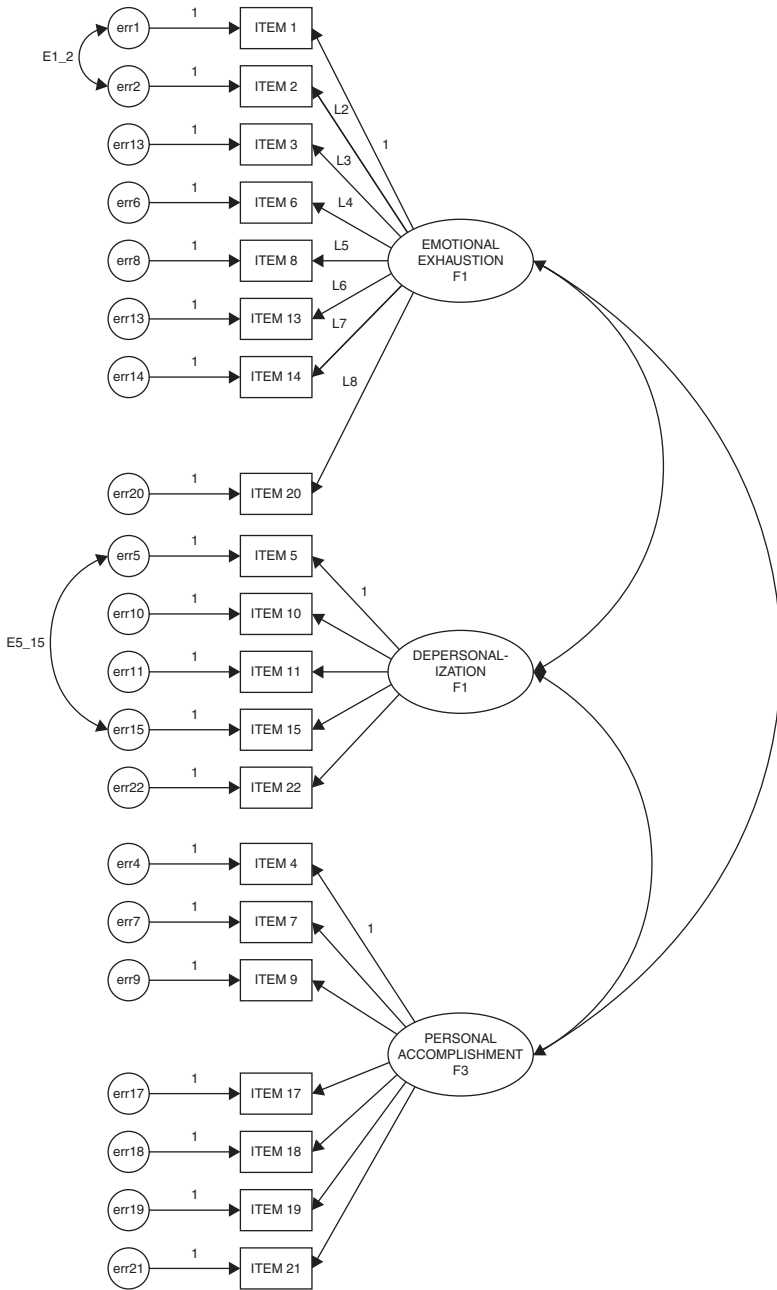 err1 1 ITEM 1
E1_2
err2 1 ITEM 2
L2
err13 1 ITEM 3
1
L3
err6 1 ITEM 6
L4
err8 1 ITEM 8
L5
EMOTIONAL
EXHAUSTION
F1
L6
err13 1 ITEM 13
L7
err14 1 ITEM 14
L8
err20 1 ITEM 20
err5 1 ITEM 5
1
err10 1 ITEM 10
E5_15
err11 1 ITEM 11
DEPERSONAL-
IZATION
F1
err15 1 ITEM 15
err22 1 ITEM 22
err4 1 ITEM 4
err7 1 ITEM 7
1
err9 1 ITEM 9
PERSONAL
ACCOMPLISHMENT
F3
err17 1 ITEM 17
err18 1 ITEM 18
err19 1 ITEM 19
err21 1 ITEM 21